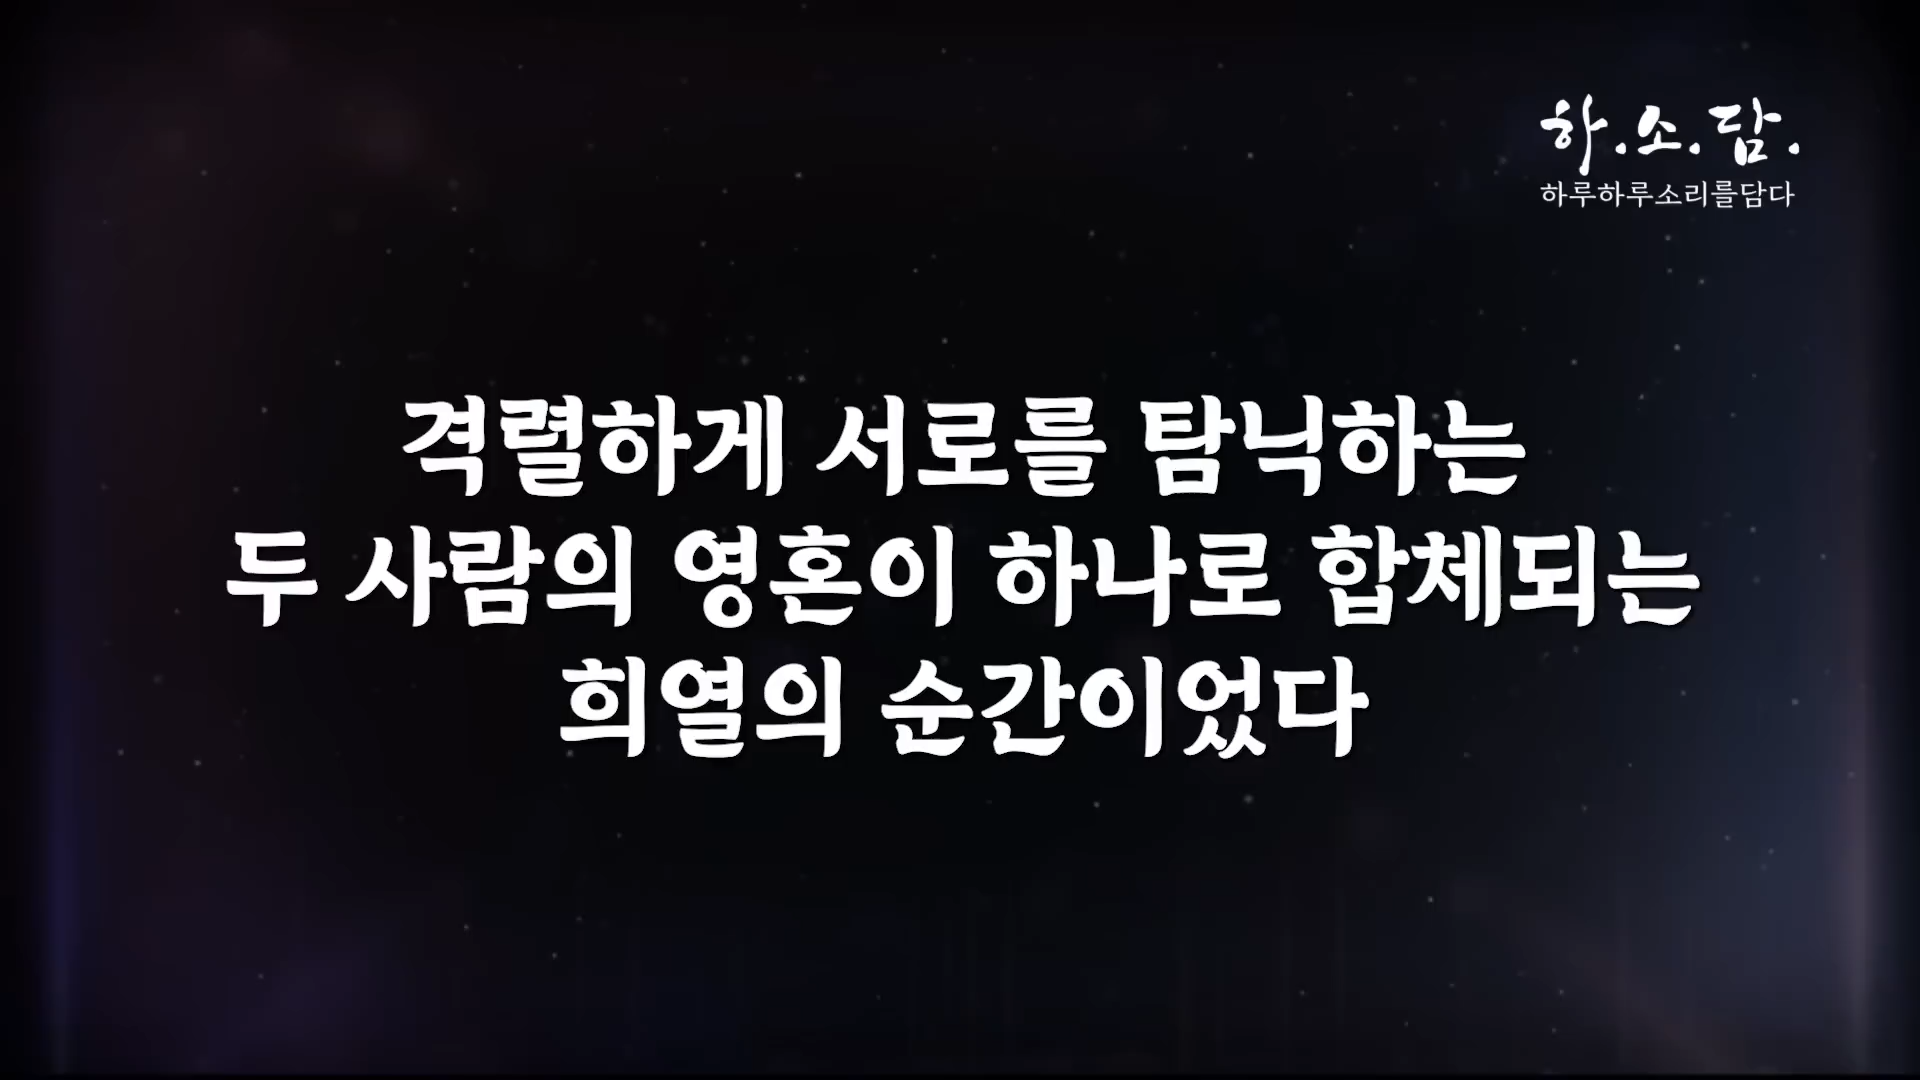 하.소.담.
하루하루소리를담다
격렬하게 서로를 탐닉하는
두 사람의 영혼이 하나로 합체되는
희열의 순간이었다